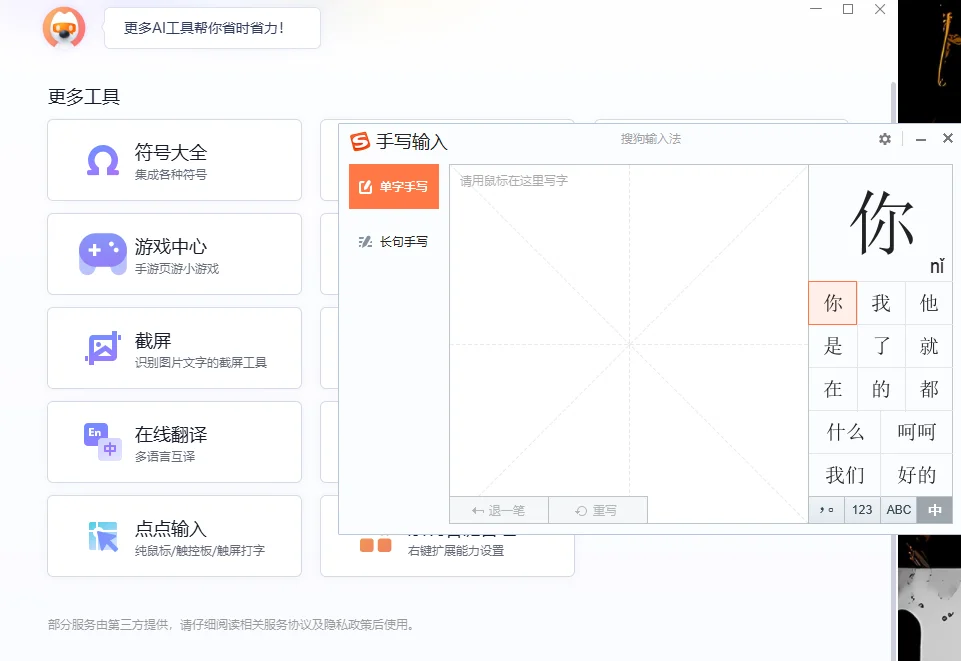 更多AI工具帮你省时省力！
更多工具
符号大全
集成各种符号
游戏中心
手游页游小游戏
截屏
识别图片文字的截屏工具
En
中
在线翻译
多语言互译
点点输入
纯鼠标/触控板/触屏打字
右键扩展能力设置
部分服务由第三方提供，请仔细阅读相关服务协议及隐私政策后使用。
S 手写输入
搜狗输入法
单字手写
长句手写
请用鼠标在这里写字
退一笔
重写
你
nǐ
你 我 他
是 了 就
在 的 都
什么 呵呵
我们 好的
，。 123 ABC 中